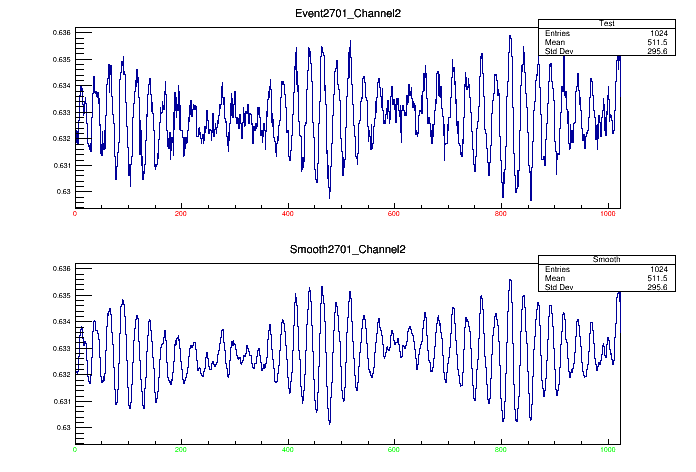 Event2701_Channel2
Test
Entries 1024
Mean 511.5
Std Dev 295.6
0.636
0.635
0.634
0.633
0.632
0.631
0.63
0 200 400 600 800 1000
Smooth2701_Channel2
Smooth
Entries 1024
Mean 511.5
Std Dev 295.6
0.636
0.635
0.634
0.633
0.632
0.631
0.63
0 200 400 600 800 1000